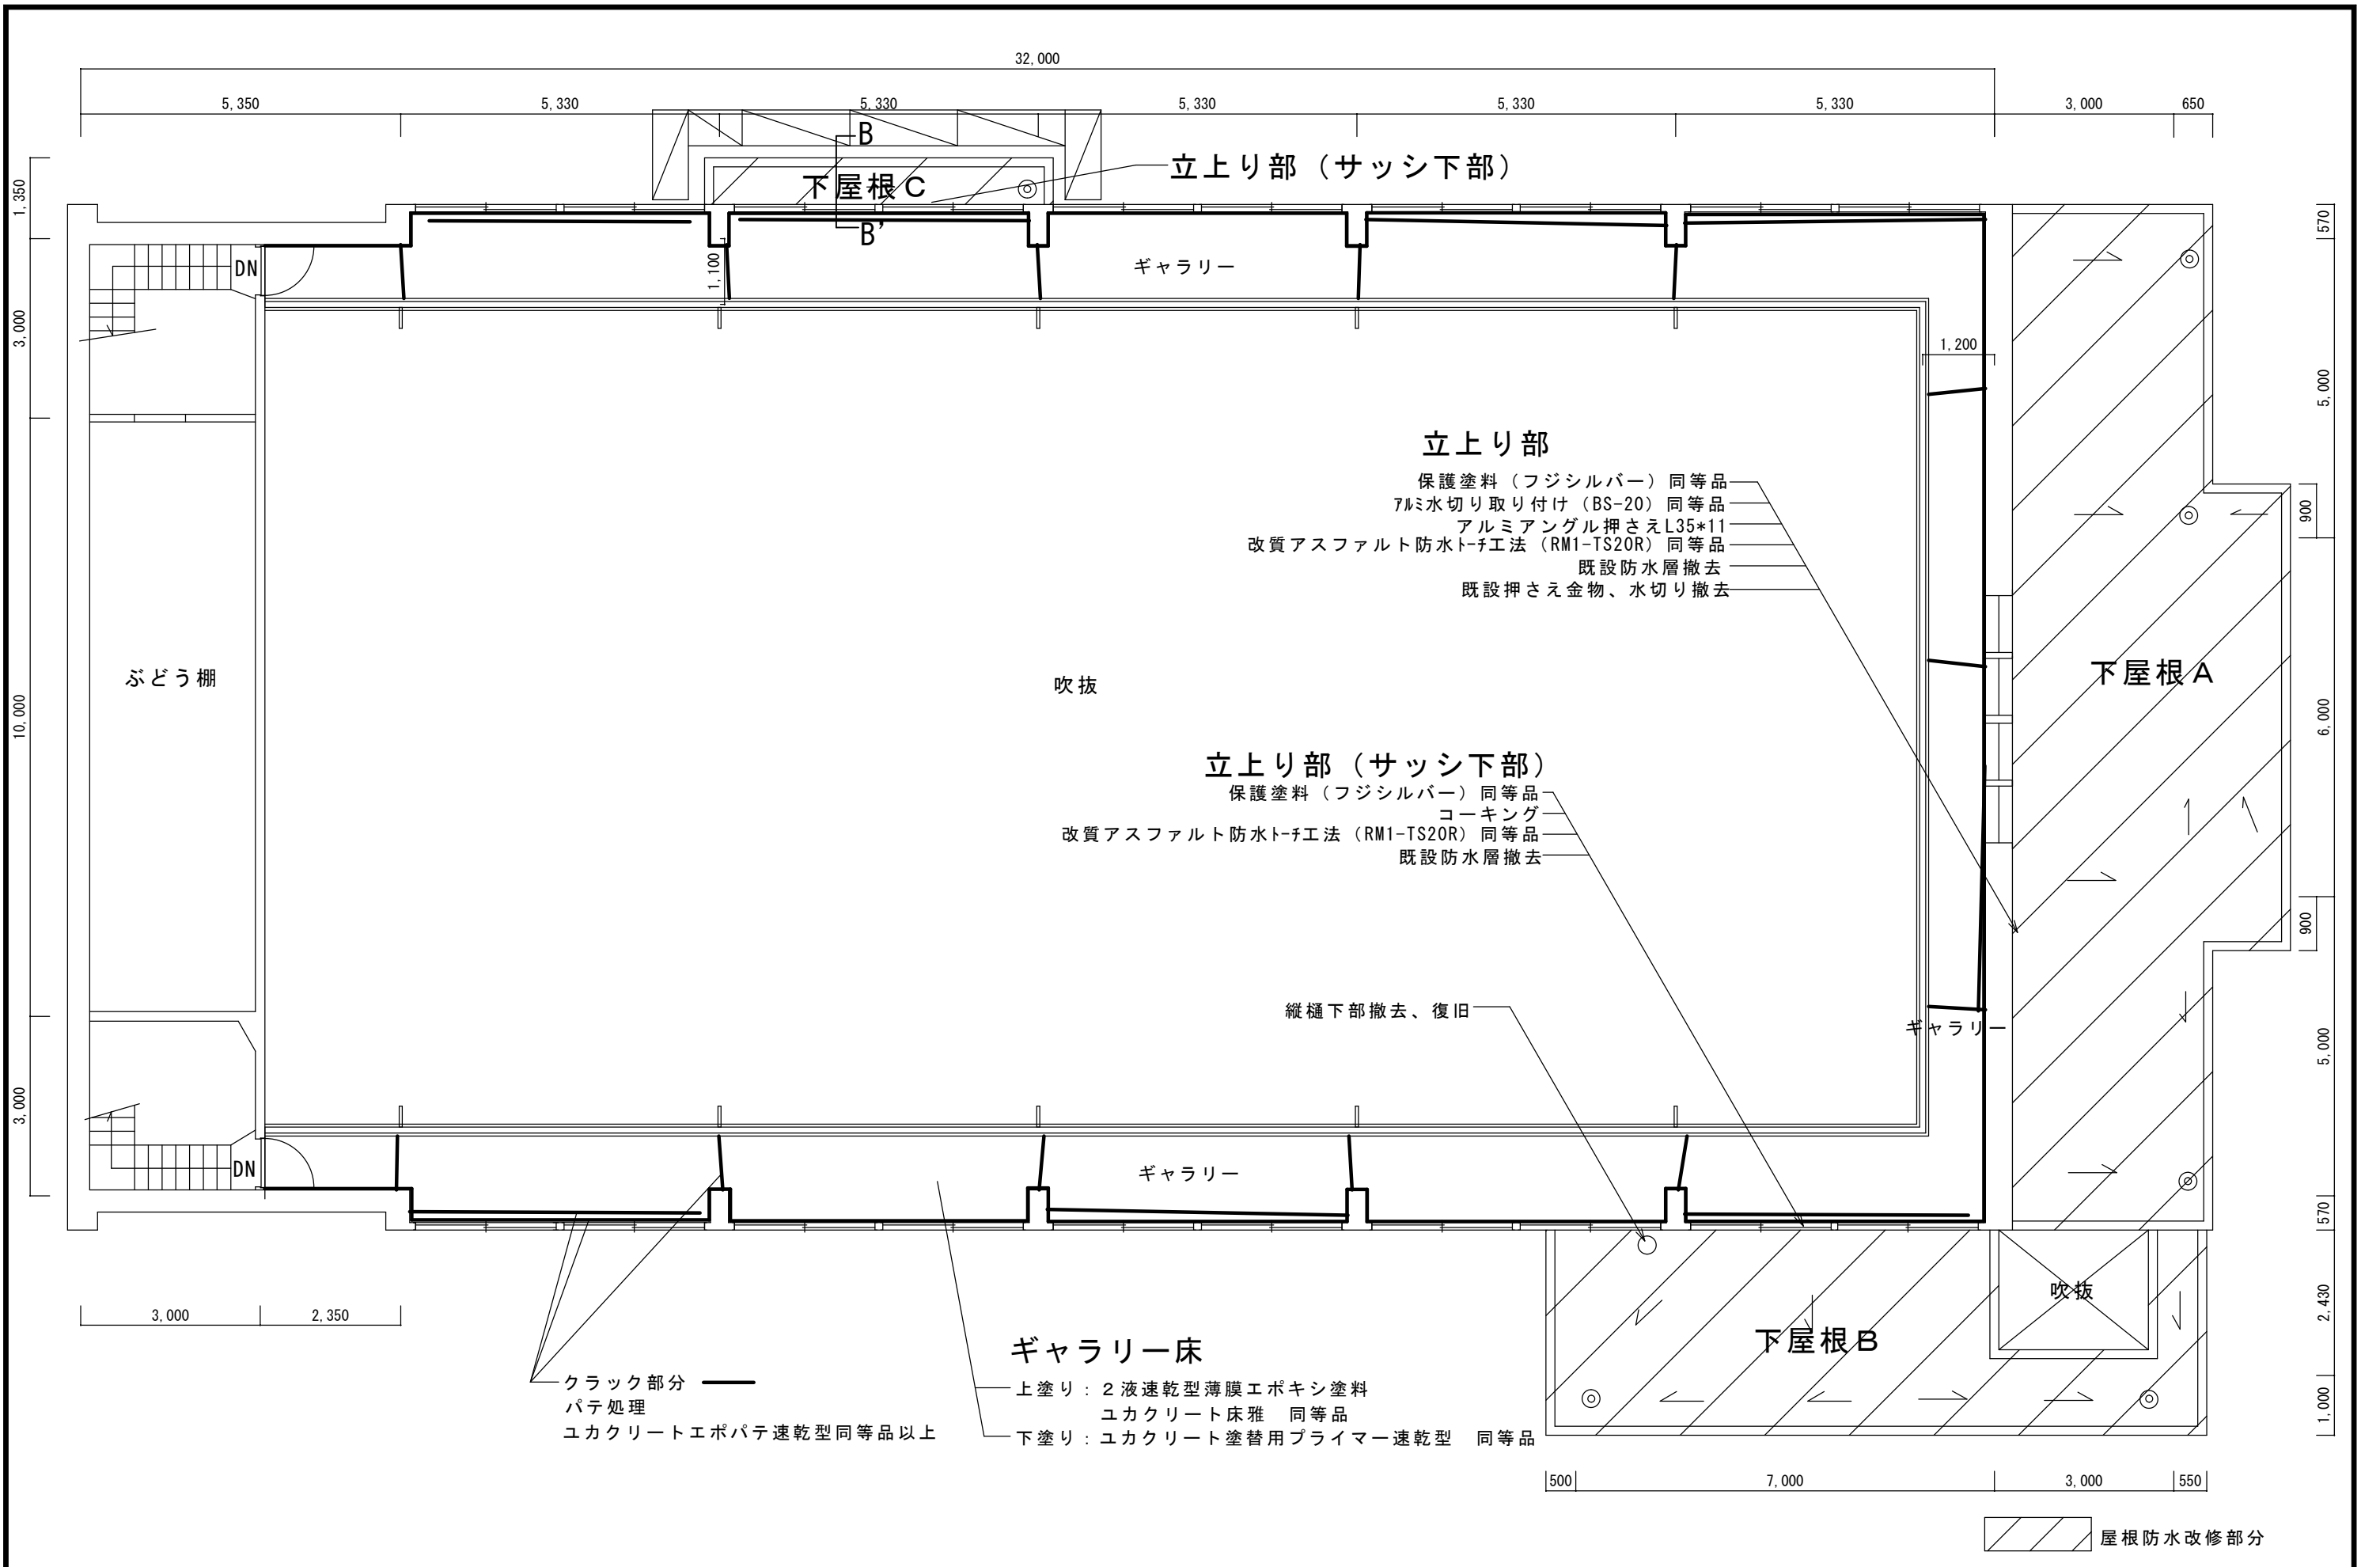 32,000
5,350 5,330 5,330 5,330 5,330 5,330 3,000 650
B
立上り部（サッシ下部）
下屋根C
B'
1,350
570
DN
1,100
ギャラリー
3,000
1,200
5,000
立上り部
保護塗料（フジシルバー）同等品
ｱﾙﾐ水切り取り付け（BS-20）同等品
アルミアングル押さえL35*11
改質アスファルト防水ﾄｰﾁ工法（RM1-TS20R）同等品
既設防水層撤去
既設押さえ金物、水切り撤去
900
ぶどう棚
吹抜
下屋根A
10,000
6,000
立上り部（サッシ下部）
保護塗料（フジシルバー）同等品
コーキング
改質アスファルト防水ﾄｰﾁ工法（RM1-TS20R）同等品
既設防水層撤去
900
縦樋下部撤去、復旧
ギャラリー
5,000
3,000
DN
ギャラリー
570
吹抜
2,430
下屋根B
3,000 2,350
クラック部分
パテ処理
ユカクリートエポパテ速乾型同等品以上
ギャラリー床
上塗り：２液速乾型薄膜エポキシ塗料
ユカクリート床雅　同等品
下塗り：ユカクリート塗替用プライマー速乾型　同等品
1,000
500 7,000 3,000 550
屋根防水改修部分